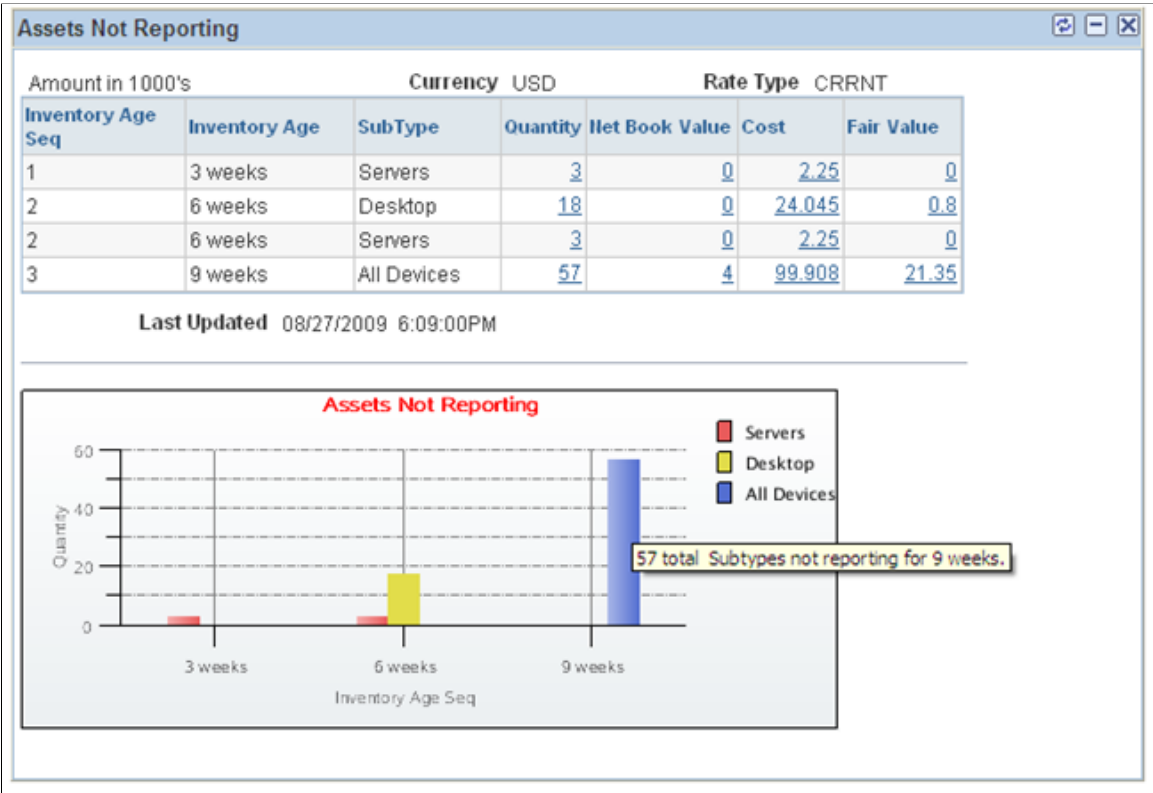 Assets Not Reporting
Amount in 1000's Currency USD Rate Type CRRNT
Inventory Age Seq Inventory Age SubType Quantity Net Book Value Cost Fair Value
1 3 weeks Servers 3 0 2.25 0
2 6 weeks Desktop 18 0 24.045 0.8
2 6 weeks Servers 3 0 2.25 0
3 9 weeks All Devices 57 4 99.908 21.35
Last Updated 08/27/2009 6:09:00PM
Assets Not Reporting
Servers
Desktop
All Devices
60
40
20
0
Quantity
57 total Subtypes not reporting for 9 weeks.
3 weeks 6 weeks 9 weeks
Inventory Age Seq